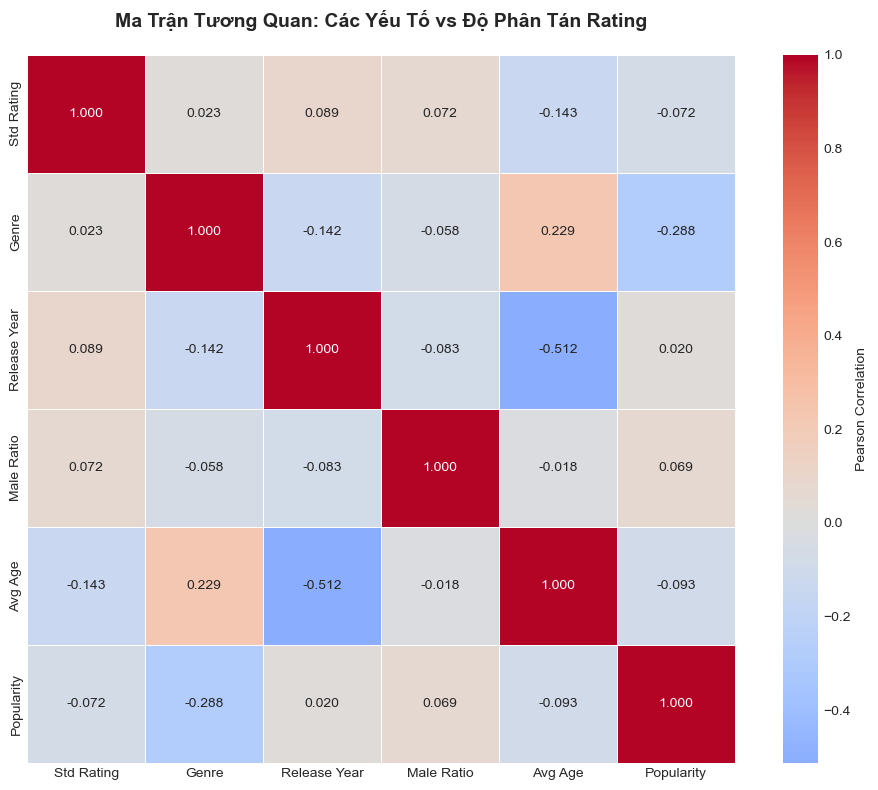 Ma Trận Tương Quan: Các Yếu Tố vs Độ Phân Tán Rating
Std Rating
1.000 0.023 0.089 0.072 -0.143 -0.072
Genre
0.023 1.000 -0.142 -0.058 0.229 -0.288
Release Year
0.089 -0.142 1.000 -0.083 -0.512 0.020
Male Ratio
0.072 -0.058 -0.083 1.000 -0.018 0.069
Avg Age
-0.143 0.229 -0.512 -0.018 1.000 -0.093
Popularity
-0.072 -0.288 0.020 0.069 -0.093 1.000
Std Rating Genre Release Year Male Ratio Avg Age Popularity
1.0
0.8
0.6
0.4
0.2
0.0
−0.2
−0.4
Pearson Correlation